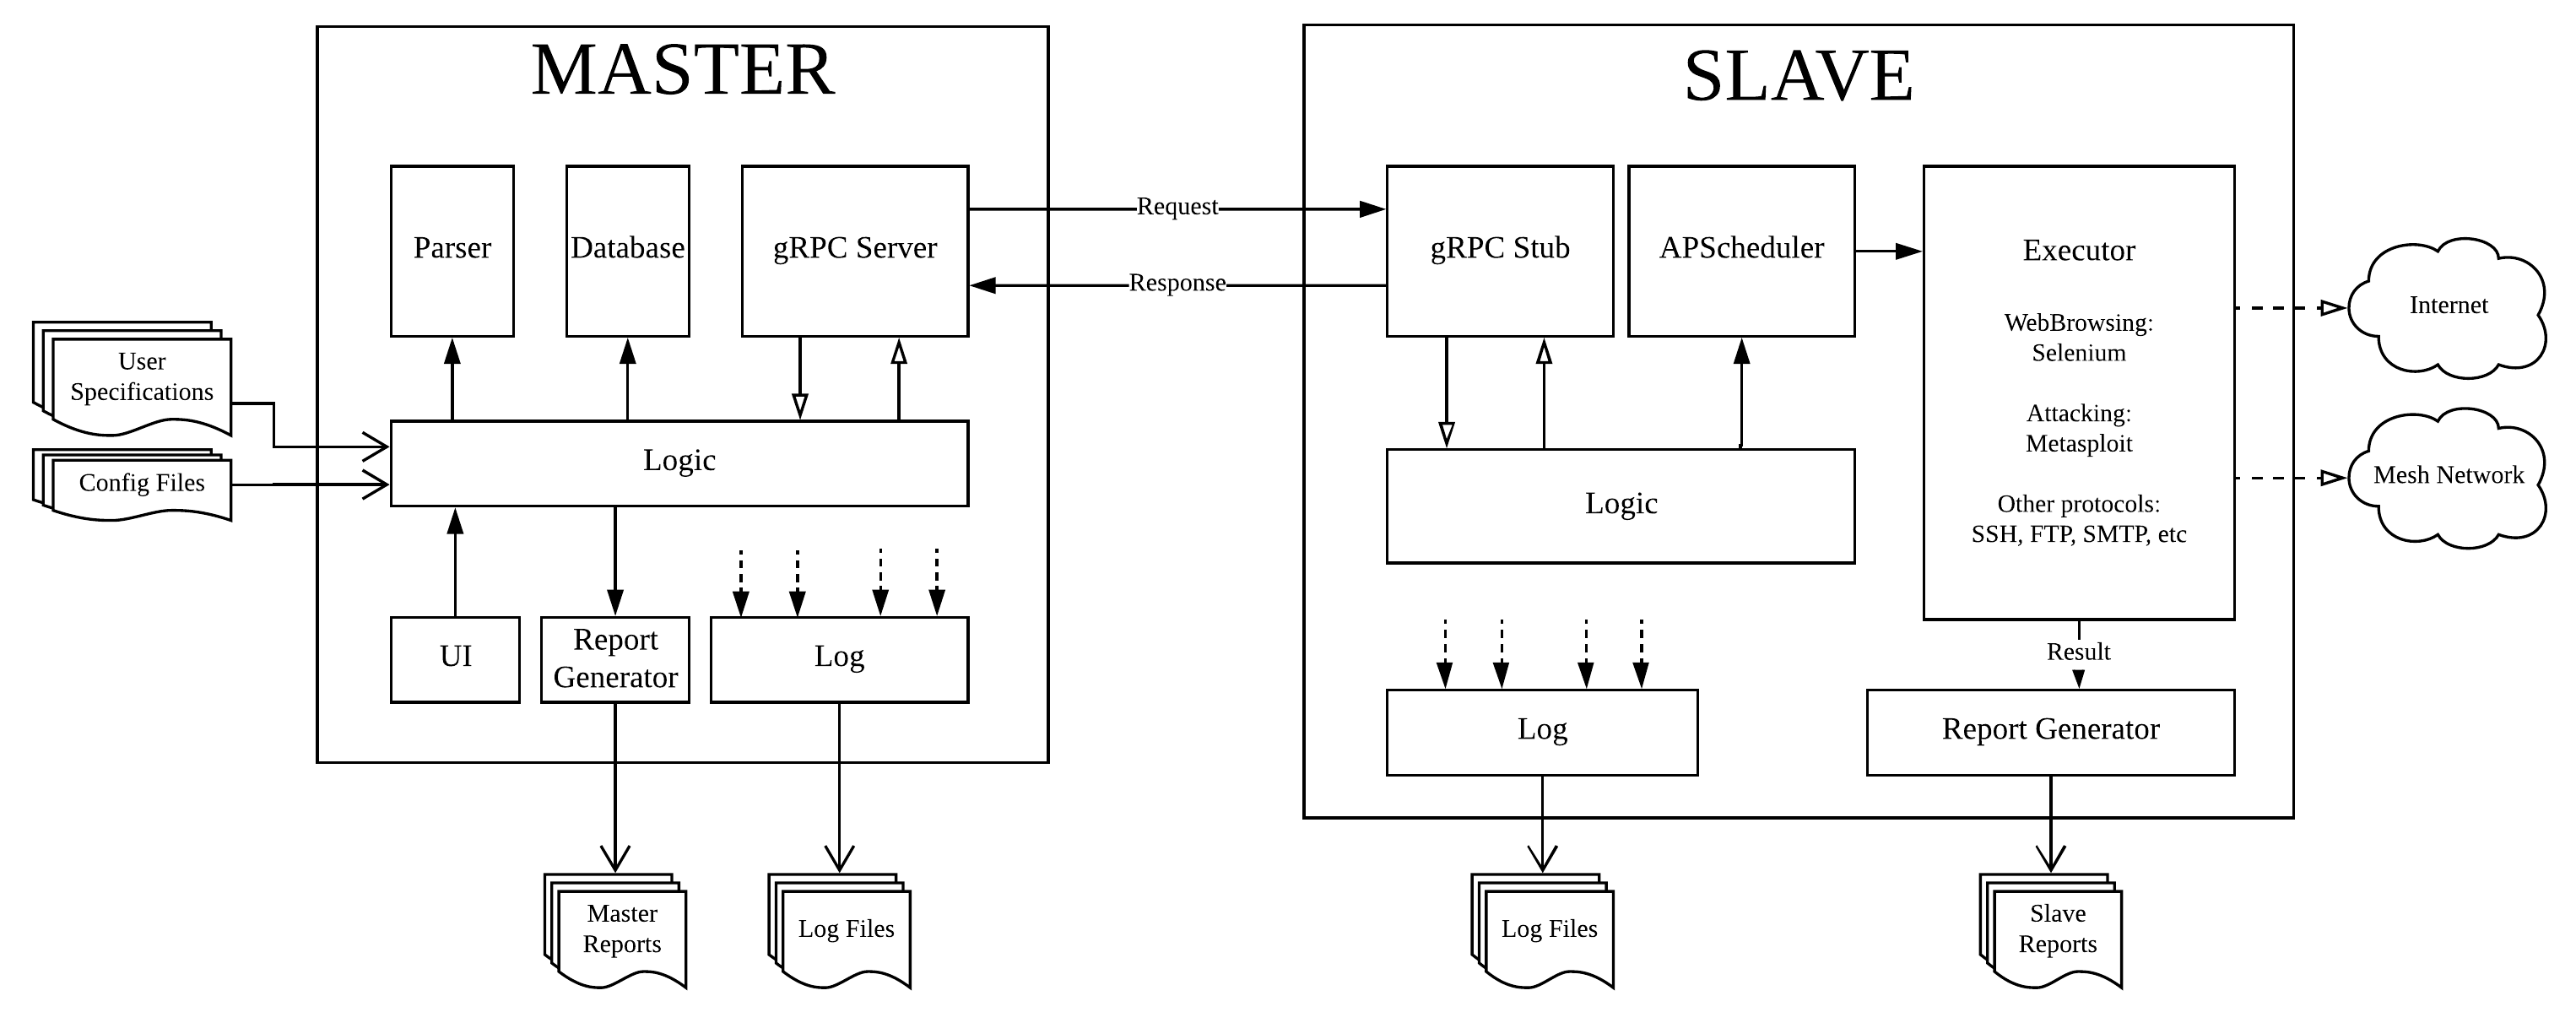 MASTER
SLAVE
Parser
Database
gRPC Server
Request
Response
gRPC Stub
APScheduler
Executor
WebBrowsing:
Selenium
Attacking:
Metasploit
Other protocols:
SSH, FTP, SMTP, etc
Internet
Mesh Network
User
Specifications
Config Files
Logic
Logic
UI
Report
Generator
Log
Result
Log
Report Generator
Master
Reports
Log Files
Log Files
Slave
Reports